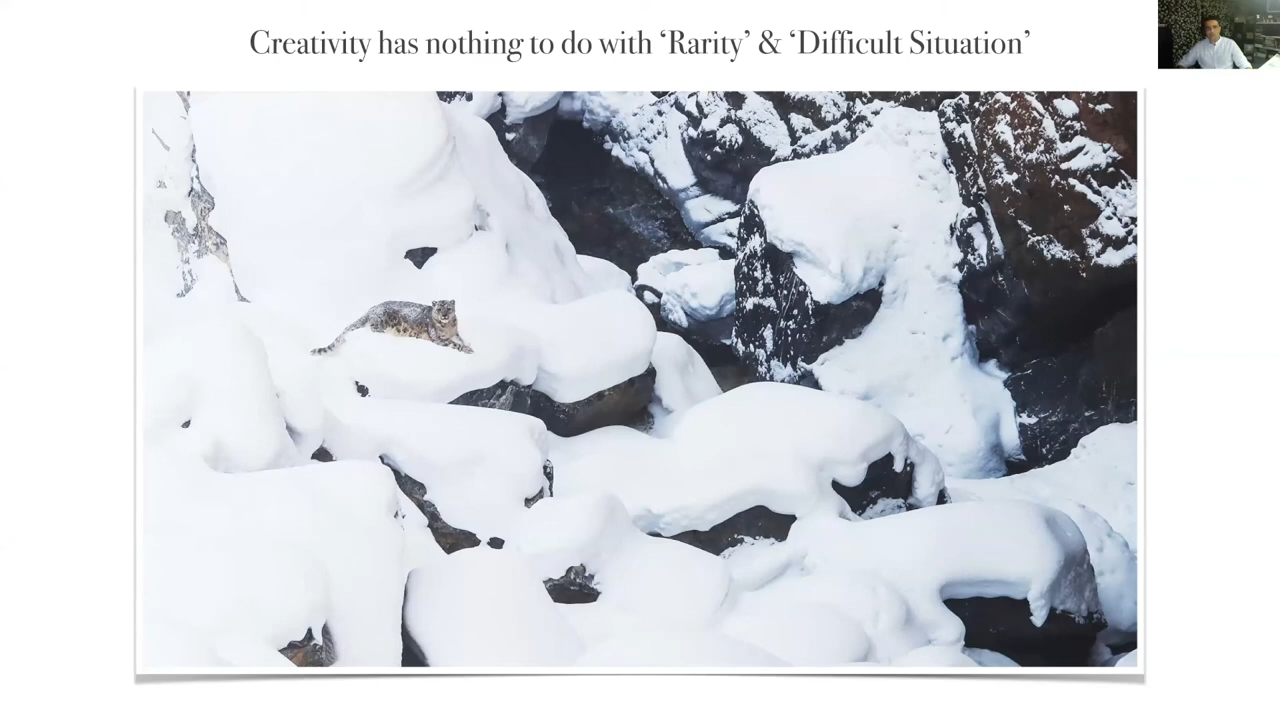 Creativity has nothing to do with ‘Rarity’ & ‘Difficult Situation’